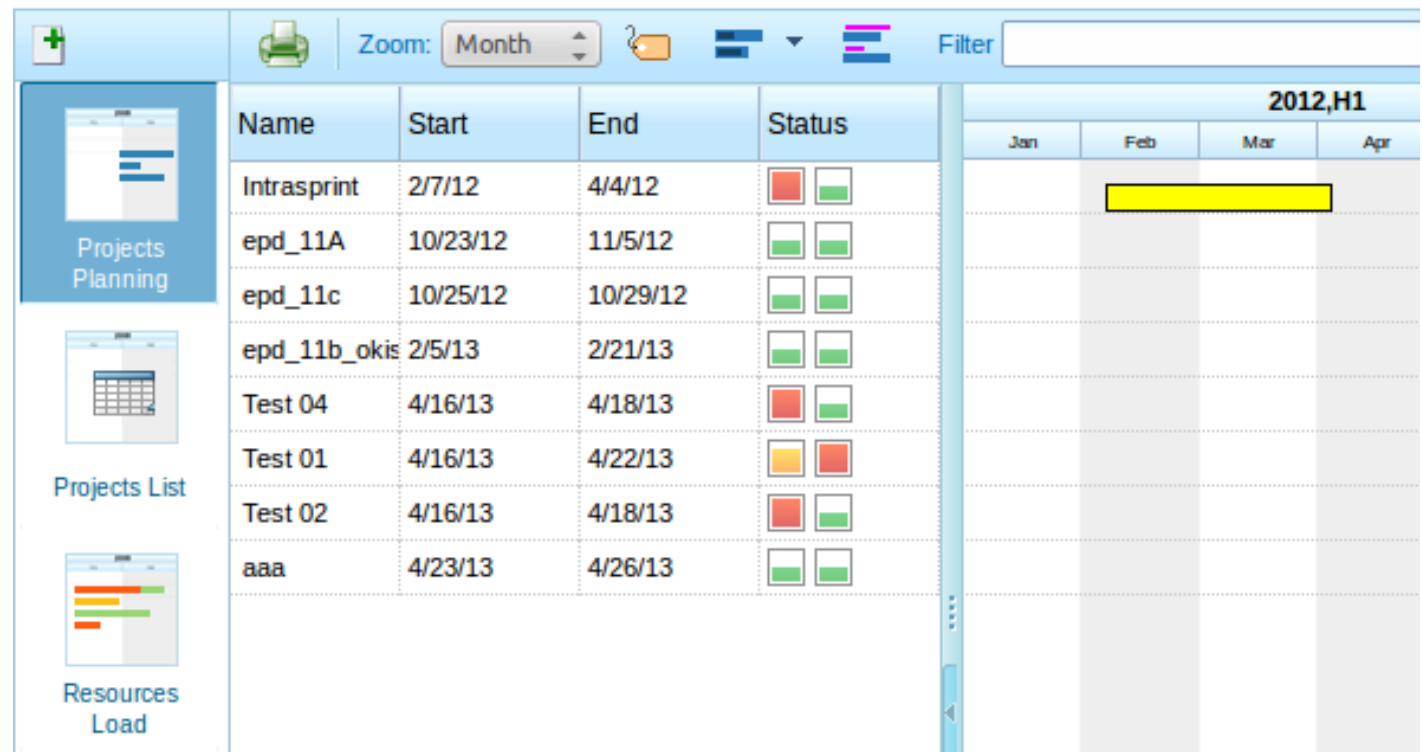 Zoom: Month Filter
Name Start End Status 2012,H1
Jan Feb Mar Apr
Intrasprint 2/7/12 4/4/12
epd_11A 10/23/12 11/5/12
epd_11c 10/25/12 10/29/12
epd_11b_okis 2/5/13 2/21/13
Test 04 4/16/13 4/18/13
Test 01 4/16/13 4/22/13
Test 02 4/16/13 4/18/13
aaa 4/23/13 4/26/13
Projects
Planning
Projects List
Resources
Load